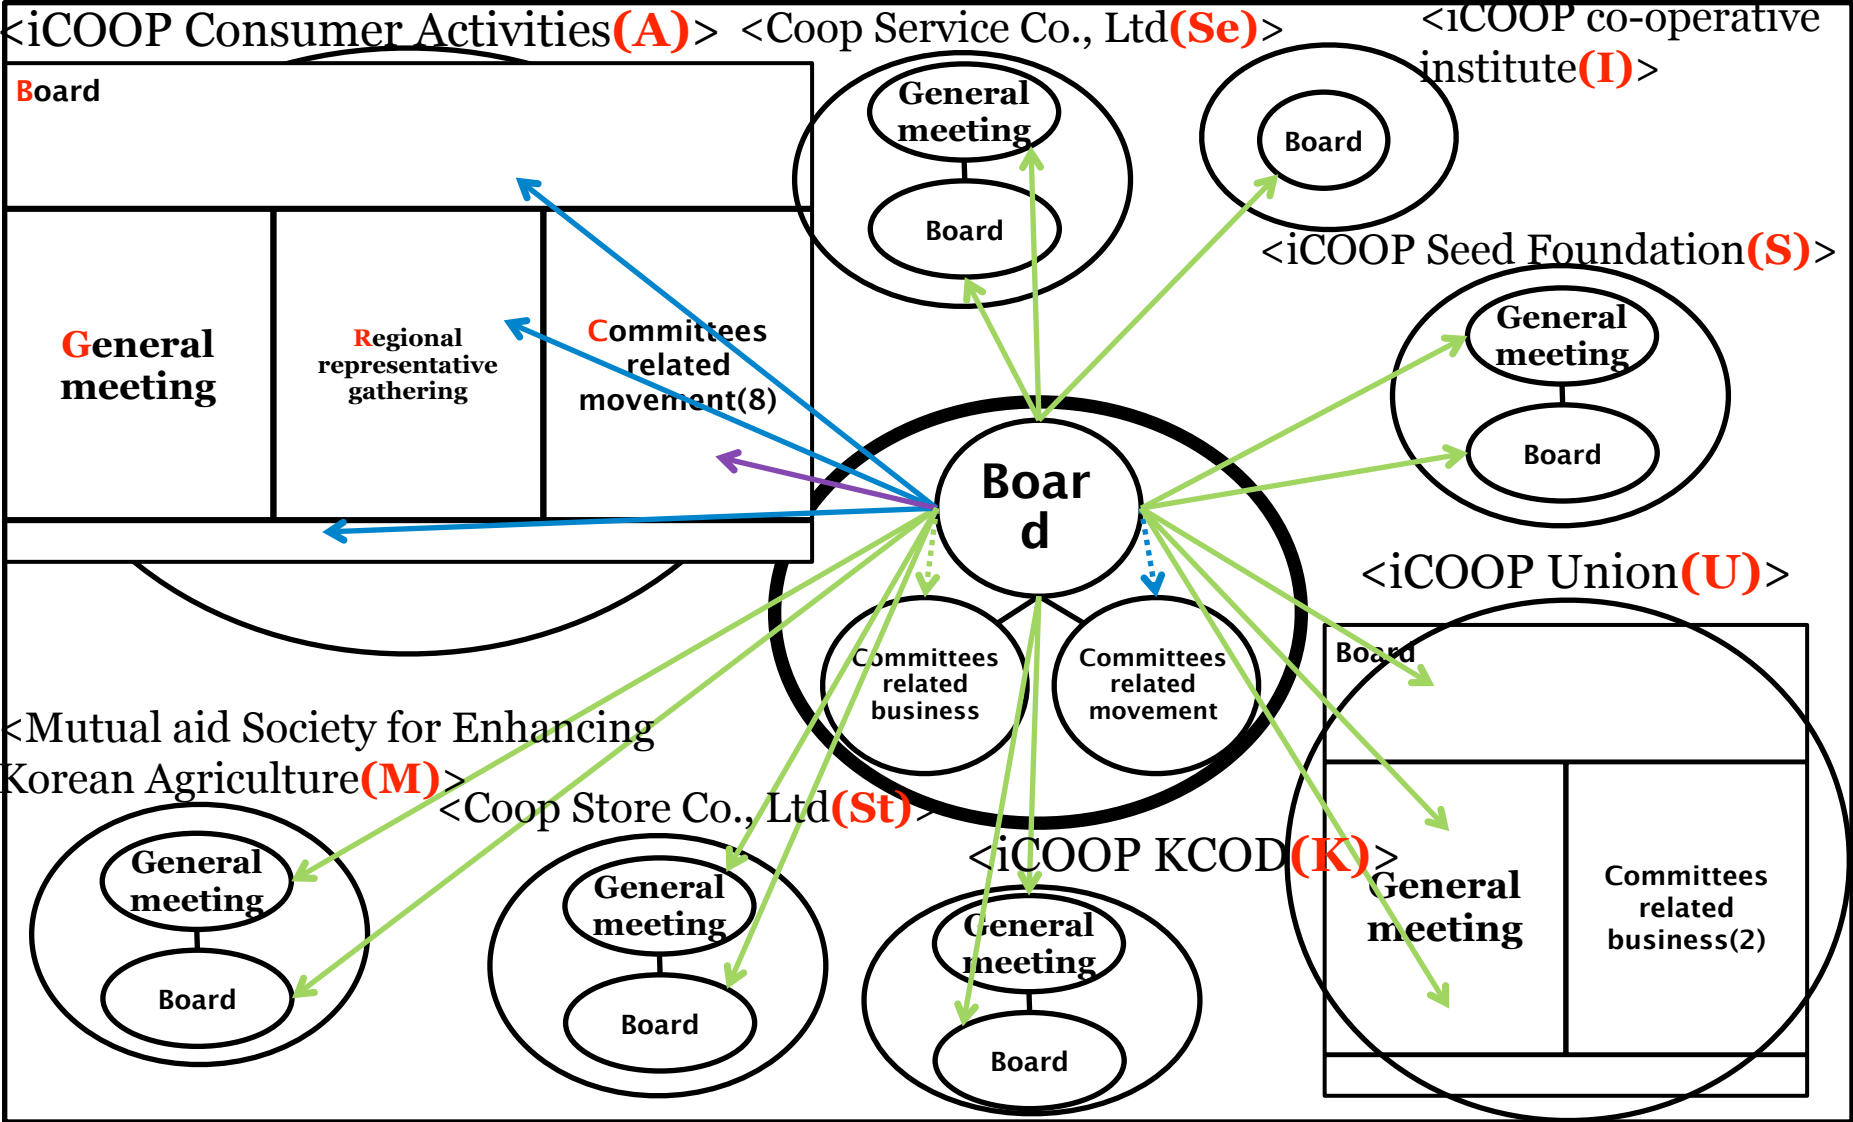 <iCOOP Consumer Activities(A)>
<Coop Service Co., Ltd(Se)>
<iCOOP co-operative
institute(I)>
Board
General
meeting
Board
Board
<iCOOP Seed Foundation(S)>
General
meeting
Regional
representative
gathering
Committees
related
movement(8)
General
meeting
Board
Boar
d
<iCOOP Union(U)>
Board
Committees
related
business
Committees
related
movement
<Mutual aid Society for Enhancing
Korean Agriculture(M)>
<Coop Store Co., Ltd(St)>
<iCOOP KCOD(K)>
General
meeting
Board
General
meeting
Board
General
meeting
Board
General
meeting
Committees
related
business(2)